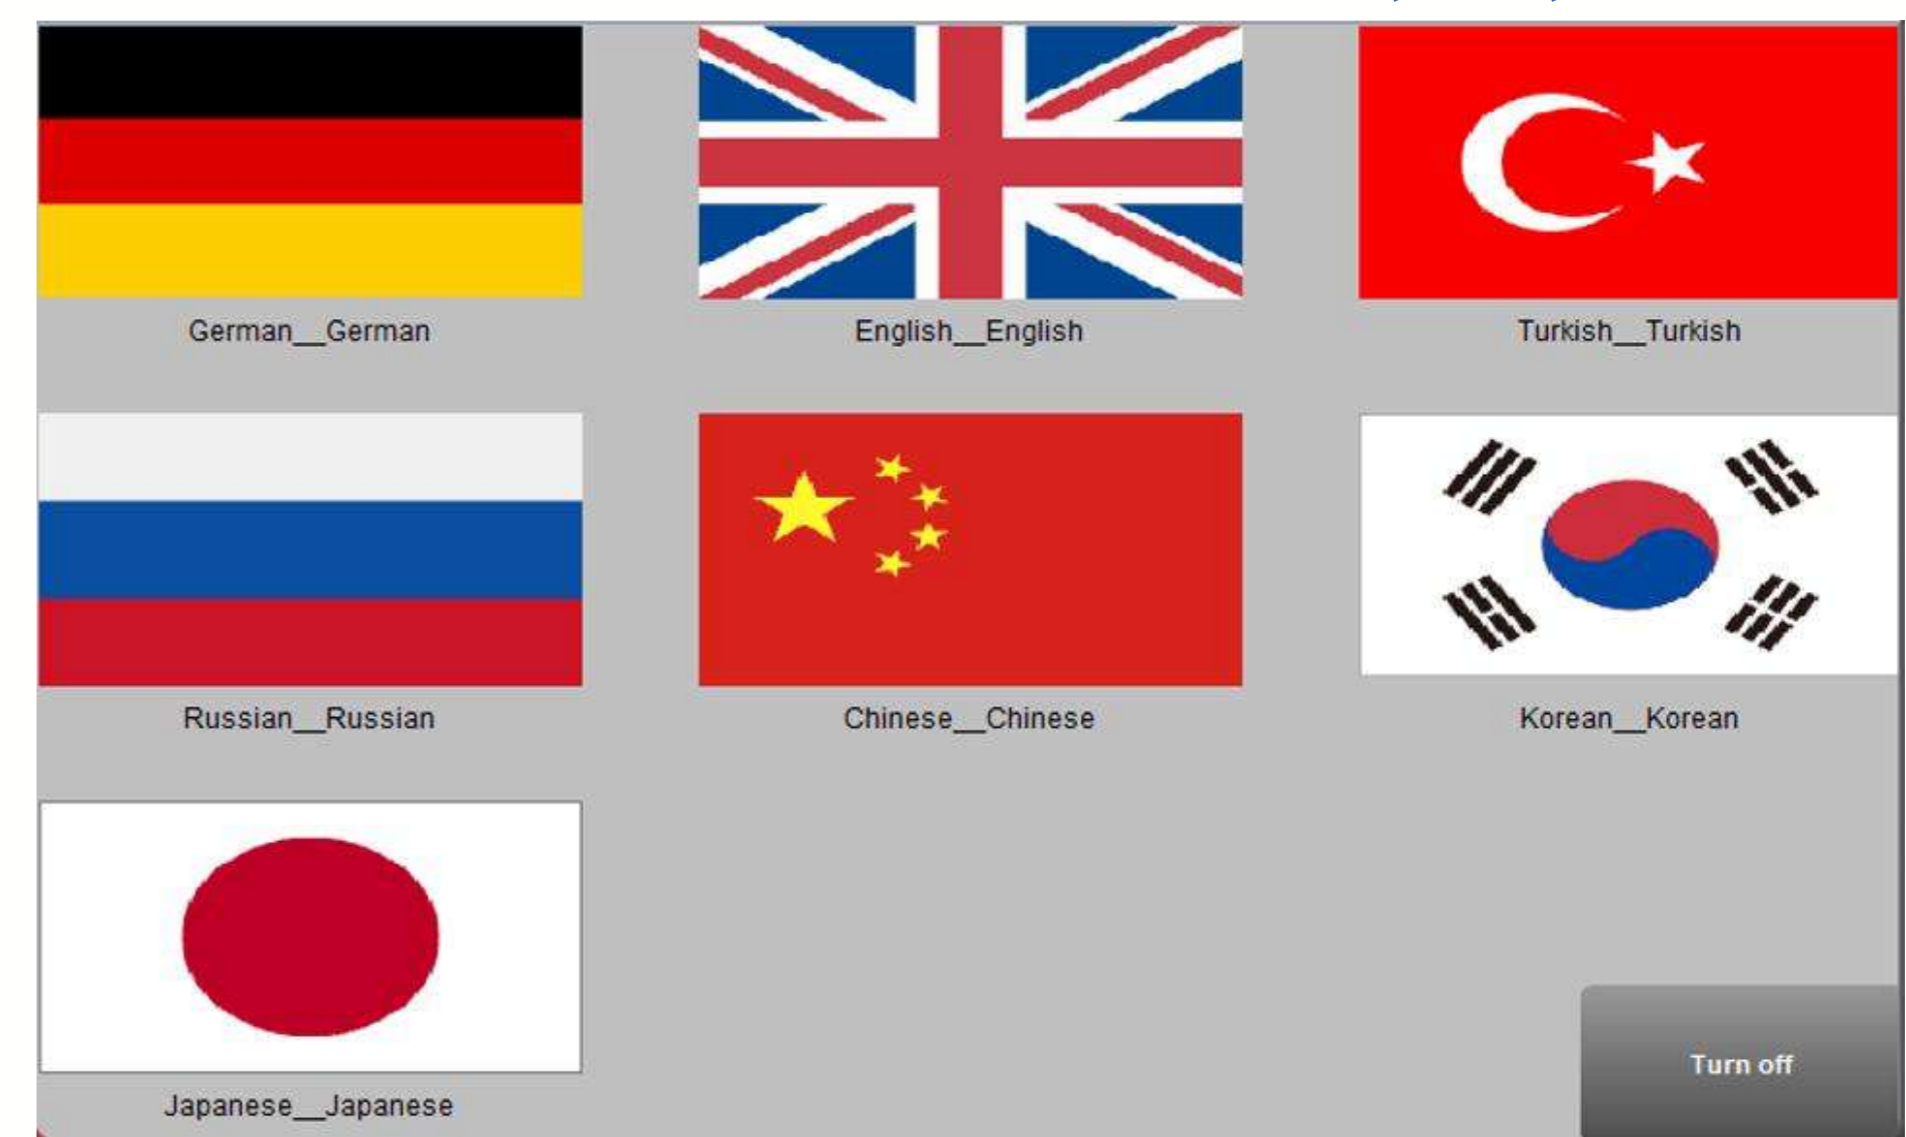 German__German
English__English
Turkish__Turkish
Russian__Russian
Chinese__Chinese
Korean__Korean
Japanese__Japanese
Turn off